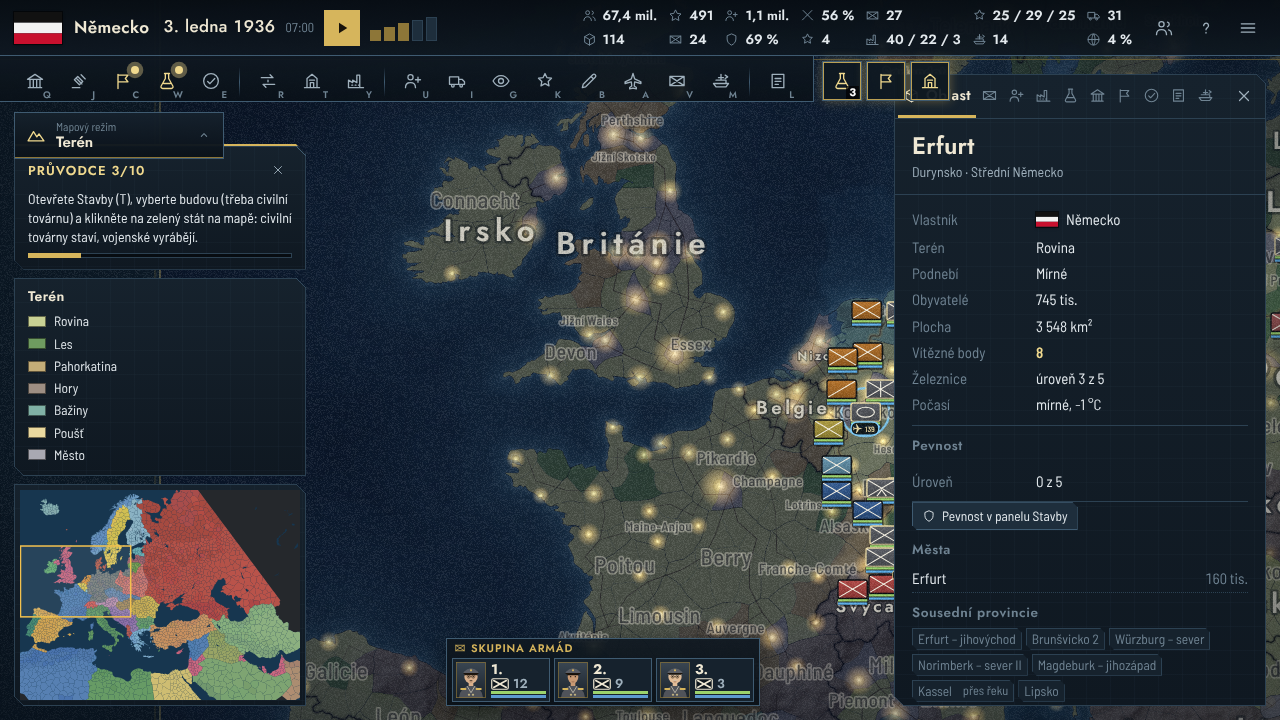 Německo 3. ledna 1936 07:00
67,4 mil. 491 1,1 mil. 56 % 27 25 / 29 / 25 31
114 24 69 % 4 40 / 22 / 3 14 4 %
?
Q J C W E R T Y U I G K B A V M L
3
Mapový režim
Terén
PRŮVODCE 3/10
Otevřete Stavby (T), vyberte budovu (třeba civilní
továrnu) a klikněte na zelený stát na mapě: civilní
továrny staví, vojenské vyrábějí.
Terén
Rovina
Les
Pahorkatina
Hory
Bažiny
Poušť
Město
Perthshire
Jižní Skotsko
Connacht
Irsko
Británie
Jižní Wales
Devon
Essex
Belgie
139
Pikardie
Champagne
Maine-Anjou
Poitou
Berry
Franche-Comté
Limousin
Auvergne
Galicie
León
Dauphiné
Toulouse
Languedoc
SKUPINA ARMÁD
1. 12
2. 9
3. 3
Erfurt
Durynsko · Střední Německo
Vlastník Německo
Terén Rovina
Podnebí Mírné
Obyvatelé 745 tis.
Plocha 3 548 km²
Vítězné body 8
Železnice úroveň 3 z 5
Počasí mírné, -1 °C
Pevnost
Úroveň 0 z 5
Pevnost v panelu Stavby
Města
Erfurt 160 tis.
Sousední provincie
Erfurt – jihovýchod Brunšvicko 2 Würzburg – sever
Norimberk – sever II Magdeburk – jihozápad
Kassel přes řeku Lipsko